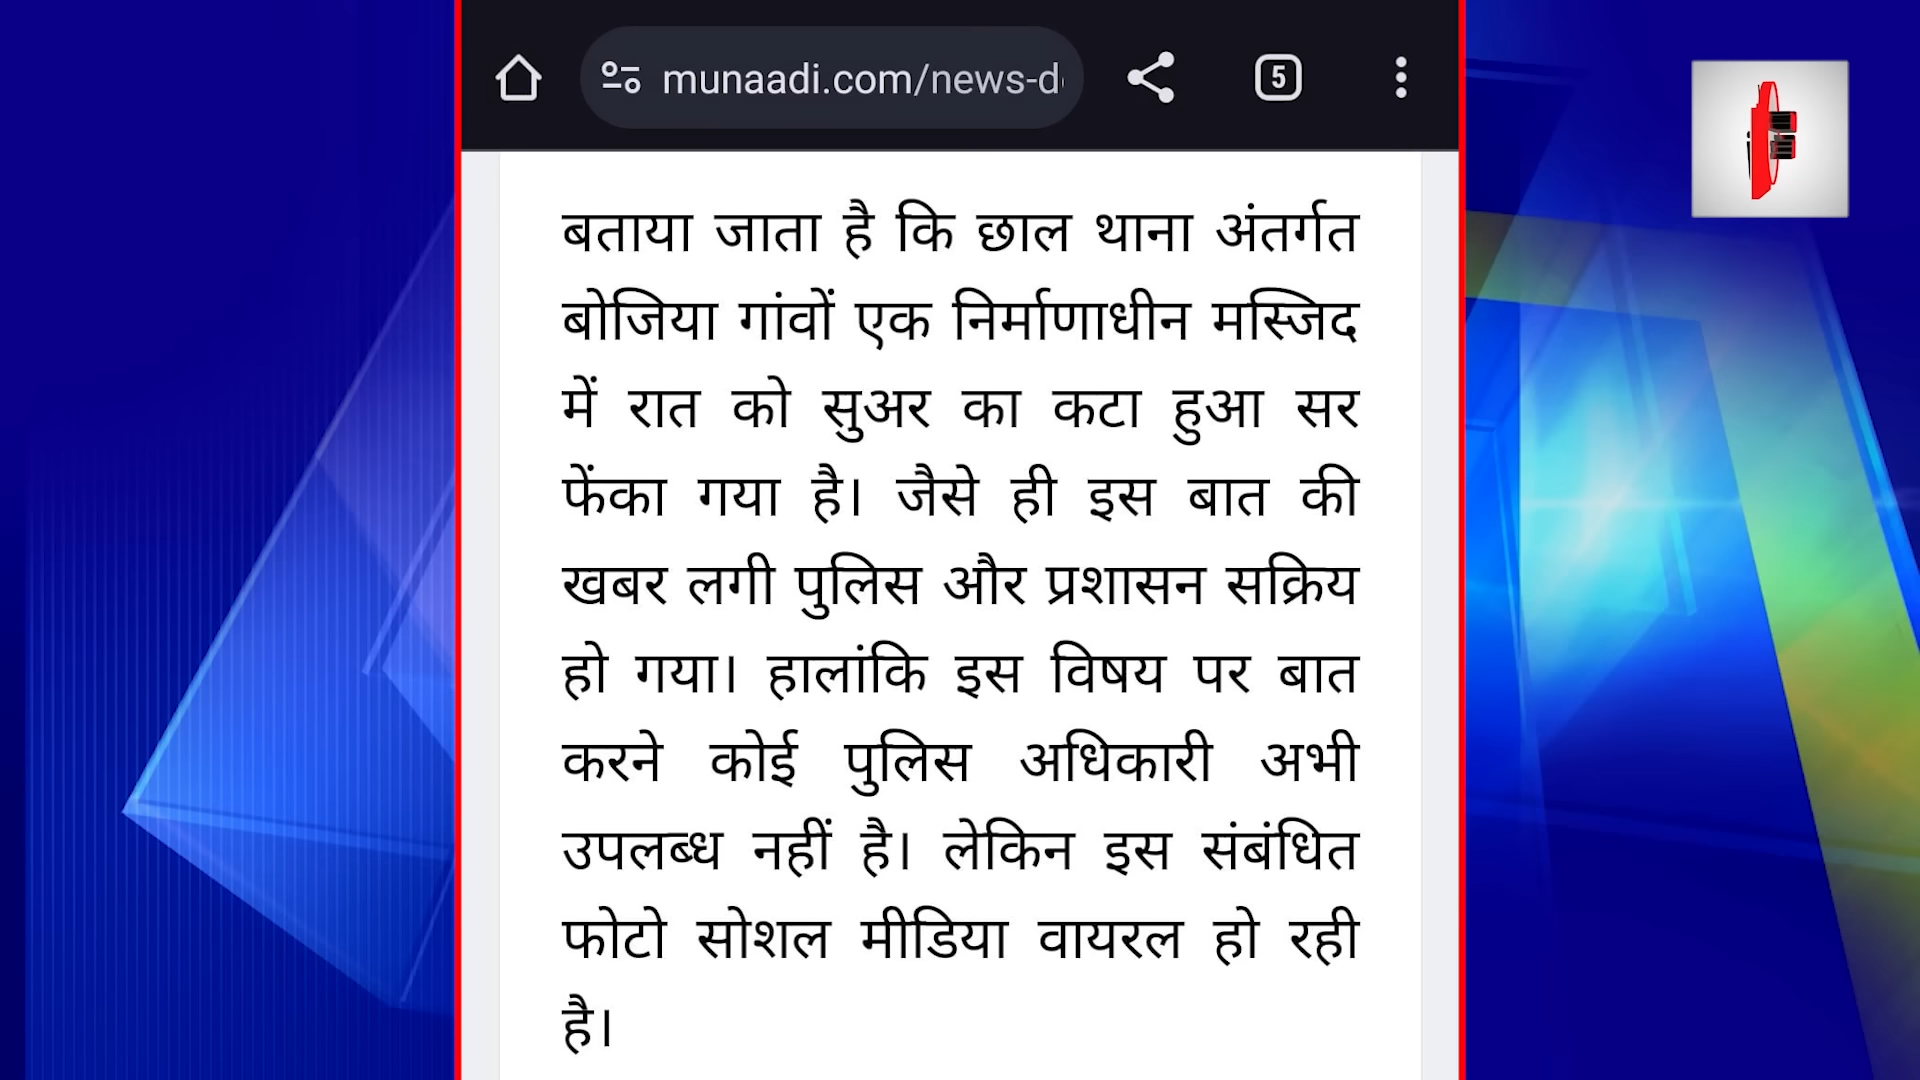 munaadi.com/news-d
5
बताया जाता है कि छाल थाना अंतर्गत
बोजिया गांवों एक निर्माणाधीन मस्जिद
में रात को सुअर का कटा हुआ सर
फेंका गया है। जैसे ही इस बात की
खबर लगी पुलिस और प्रशासन सक्रिय
हो गया। हालांकि इस विषय पर बात
करने कोई पुलिस अधिकारी अभी
उपलब्ध नहीं है। लेकिन इस संबंधित
फोटो सोशल मीडिया वायरल हो रही
है।